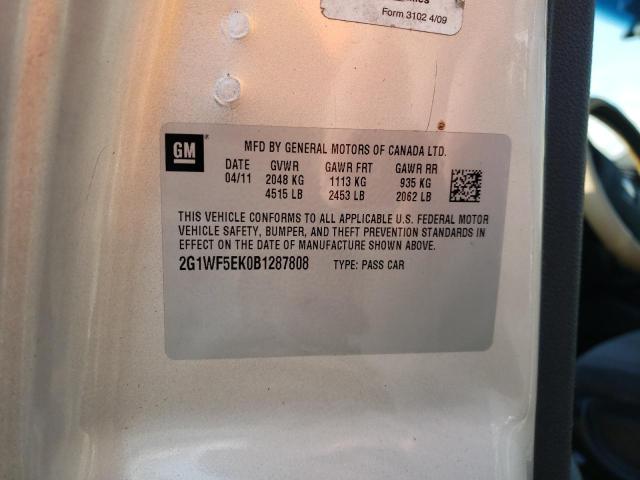 Form 3102 4/09
GM
MFD BY GENERAL MOTORS OF CANADA LTD.
DATE GVWR GAWR FRT GAWR RR
04/11 2048 KG 1113 KG 935 KG
4515 LB 2453 LB 2062 LB
THIS VEHICLE CONFORMS TO ALL APPLICABLE U.S. FEDERAL MOTOR
VEHICLE SAFETY, BUMPER, AND THEFT PREVENTION STANDARDS IN
EFFECT ON THE DATE OF MANUFACTURE SHOWN ABOVE.
2G1WF5EK0B1287808 TYPE: PASS CAR